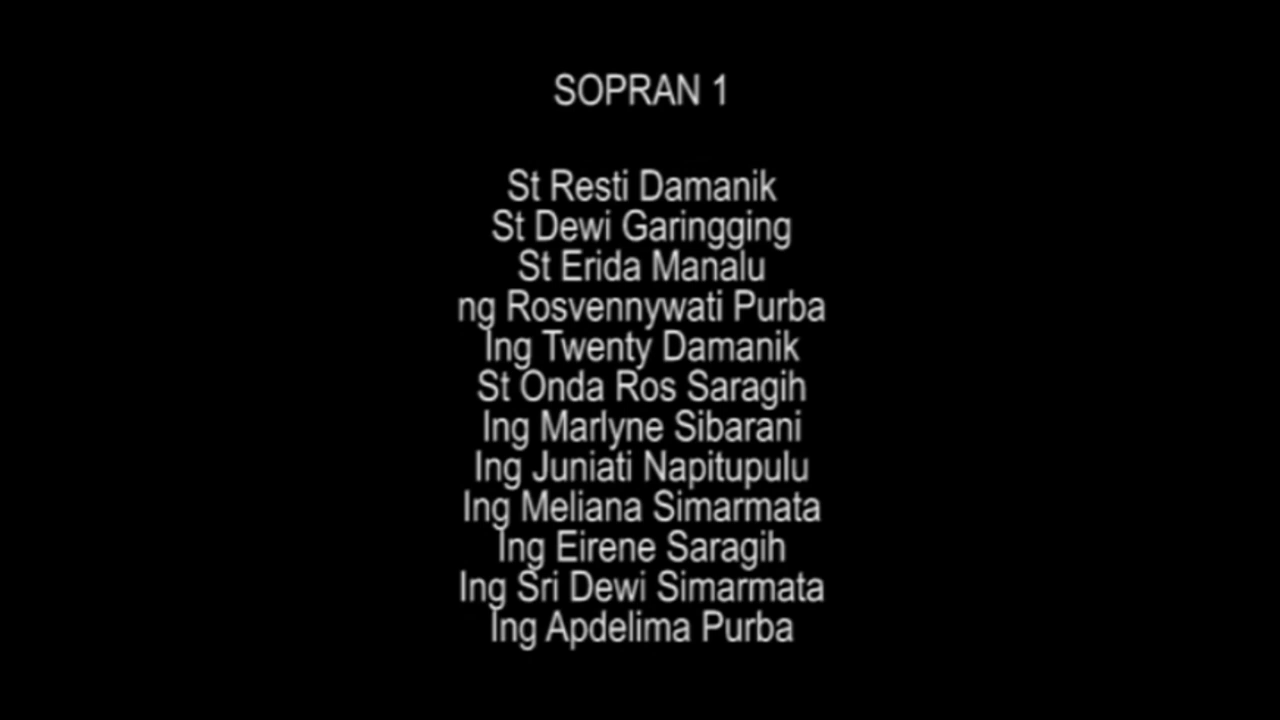 SOPRAN 1
St Resti Damanik
St Dewi Garingging
St Erida Manalu
ng Rosvennywati Purba
Ing Twenty Damanik
St Onda Ros Saragih
Ing Marlyne Sibarani
Ing Juniati Napitupulu
Ing Meliana Simarmata
Ing Eirene Saragih
Ing Sri Dewi Simarmata
Ing Apdelima Purba